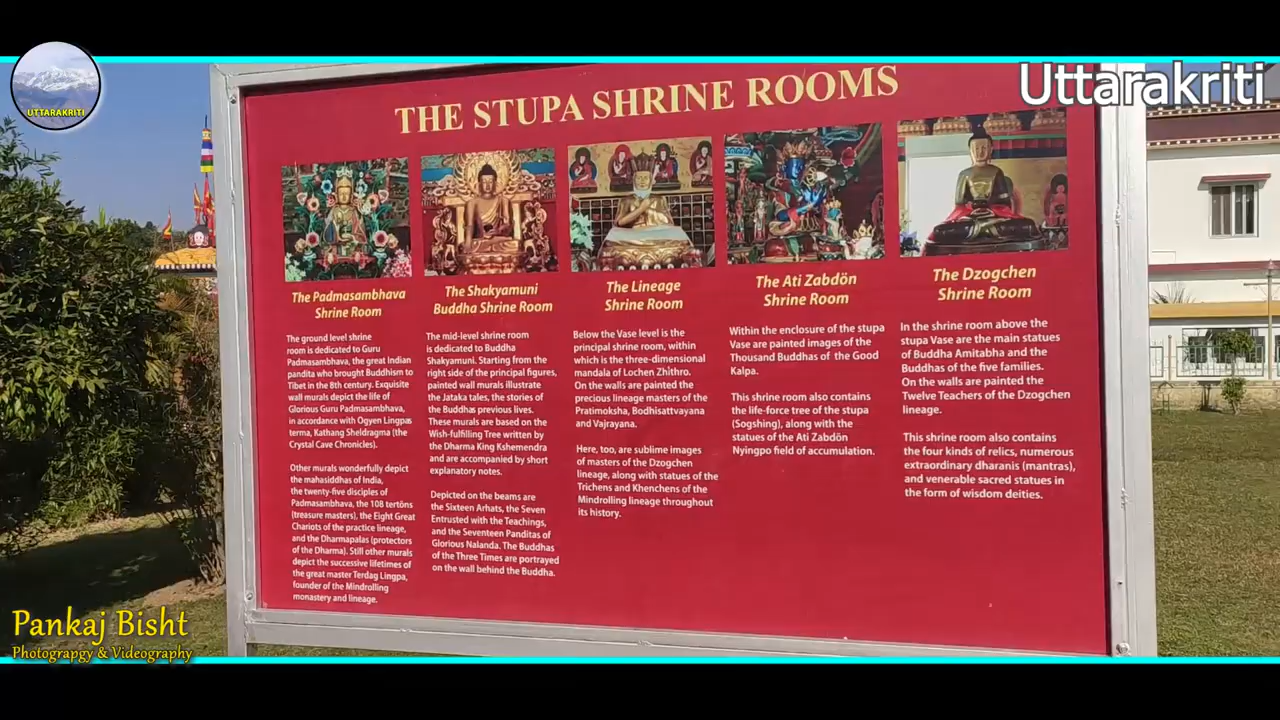 Uttarakriti
UTTARAKRITI
THE STUPA SHRINE ROOMS
The Padmasambhava
Shrine Room
The ground level shrine
room is dedicated to Guru
Padmasambhava, the great Indian
pandita who brought Buddhism to
Tibet in the 8th century. Exquisite
wall murals depict the life of
Glorious Guru Padmasambhava,
in accordance with Ogyen Lingpas
terma, Kathang Sheldragma (the
Crystal Cave Chronicles).
Other murals wonderfully depict
the mahasiddhas of India,
the twenty-five disciples of
Padmasambhava, the 108 tertöns
(treasure masters), the Eight Great
Chariots of the practice lineage,
and the Dharmapalas (protectors
of the Dharma). Still other murals
depict the successive lifetimes of
the great master Terdag Lingpa,
founder of the Mindrolling
monastery and lineage.
The Shakyamuni
Buddha Shrine Room
The mid-level shrine room
is dedicated to Buddha
Shakyamuni. Starting from the
right side of the principal figures,
painted wall murals illustrate
the Jataka tales, the stories of
the Buddhas previous lives.
These murals are based on the
Wish-fulfilling Tree written by
the Dharma King Kshemendra
and are accompanied by short
explanatory notes.
Depicted on the beams are
the Sixteen Arhats, the Seven
Entrusted with the Teachings,
and the Seventeen Panditas of
Glorious Nalanda. The Buddhas
of the Three Times are portrayed
on the wall behind the Buddha.
The Lineage
Shrine Room
Below the Vase level is the
principal shrine room, within
which is the three-dimensional
mandala of Lochen Zhithro.
On the walls are painted the
precious lineage masters of the
Pratimoksha, Bodhisattvayana
and Vajrayana.
Here, too, are sublime images
of masters of the Dzogchen
lineage, along with statues of the
Trichens and Khenchens of the
Mindrolling lineage throughout
its history.
The Ati Zabdön
Shrine Room
Within the enclosure of the stupa
Vase are painted images of the
Thousand Buddhas of the Good
Kalpa.
This shrine room also contains
the life-force tree of the stupa
(Sogshing), along with the
statues of the Ati Zabdön
Nyingpo field of accumulation.
The Dzogchen
Shrine Room
In the shrine room above the
stupa Vase are the main statues
of Buddha Amitabha and the
Buddhas of the five families.
On the walls are painted the
Twelve Teachers of the Dzogchen
lineage.
This shrine room also contains
the four kinds of relics, numerous
extraordinary dharanis (mantras),
and venerable sacred statues in
the form of wisdom deities.
Pankaj Bisht
Photograpgy & Videography